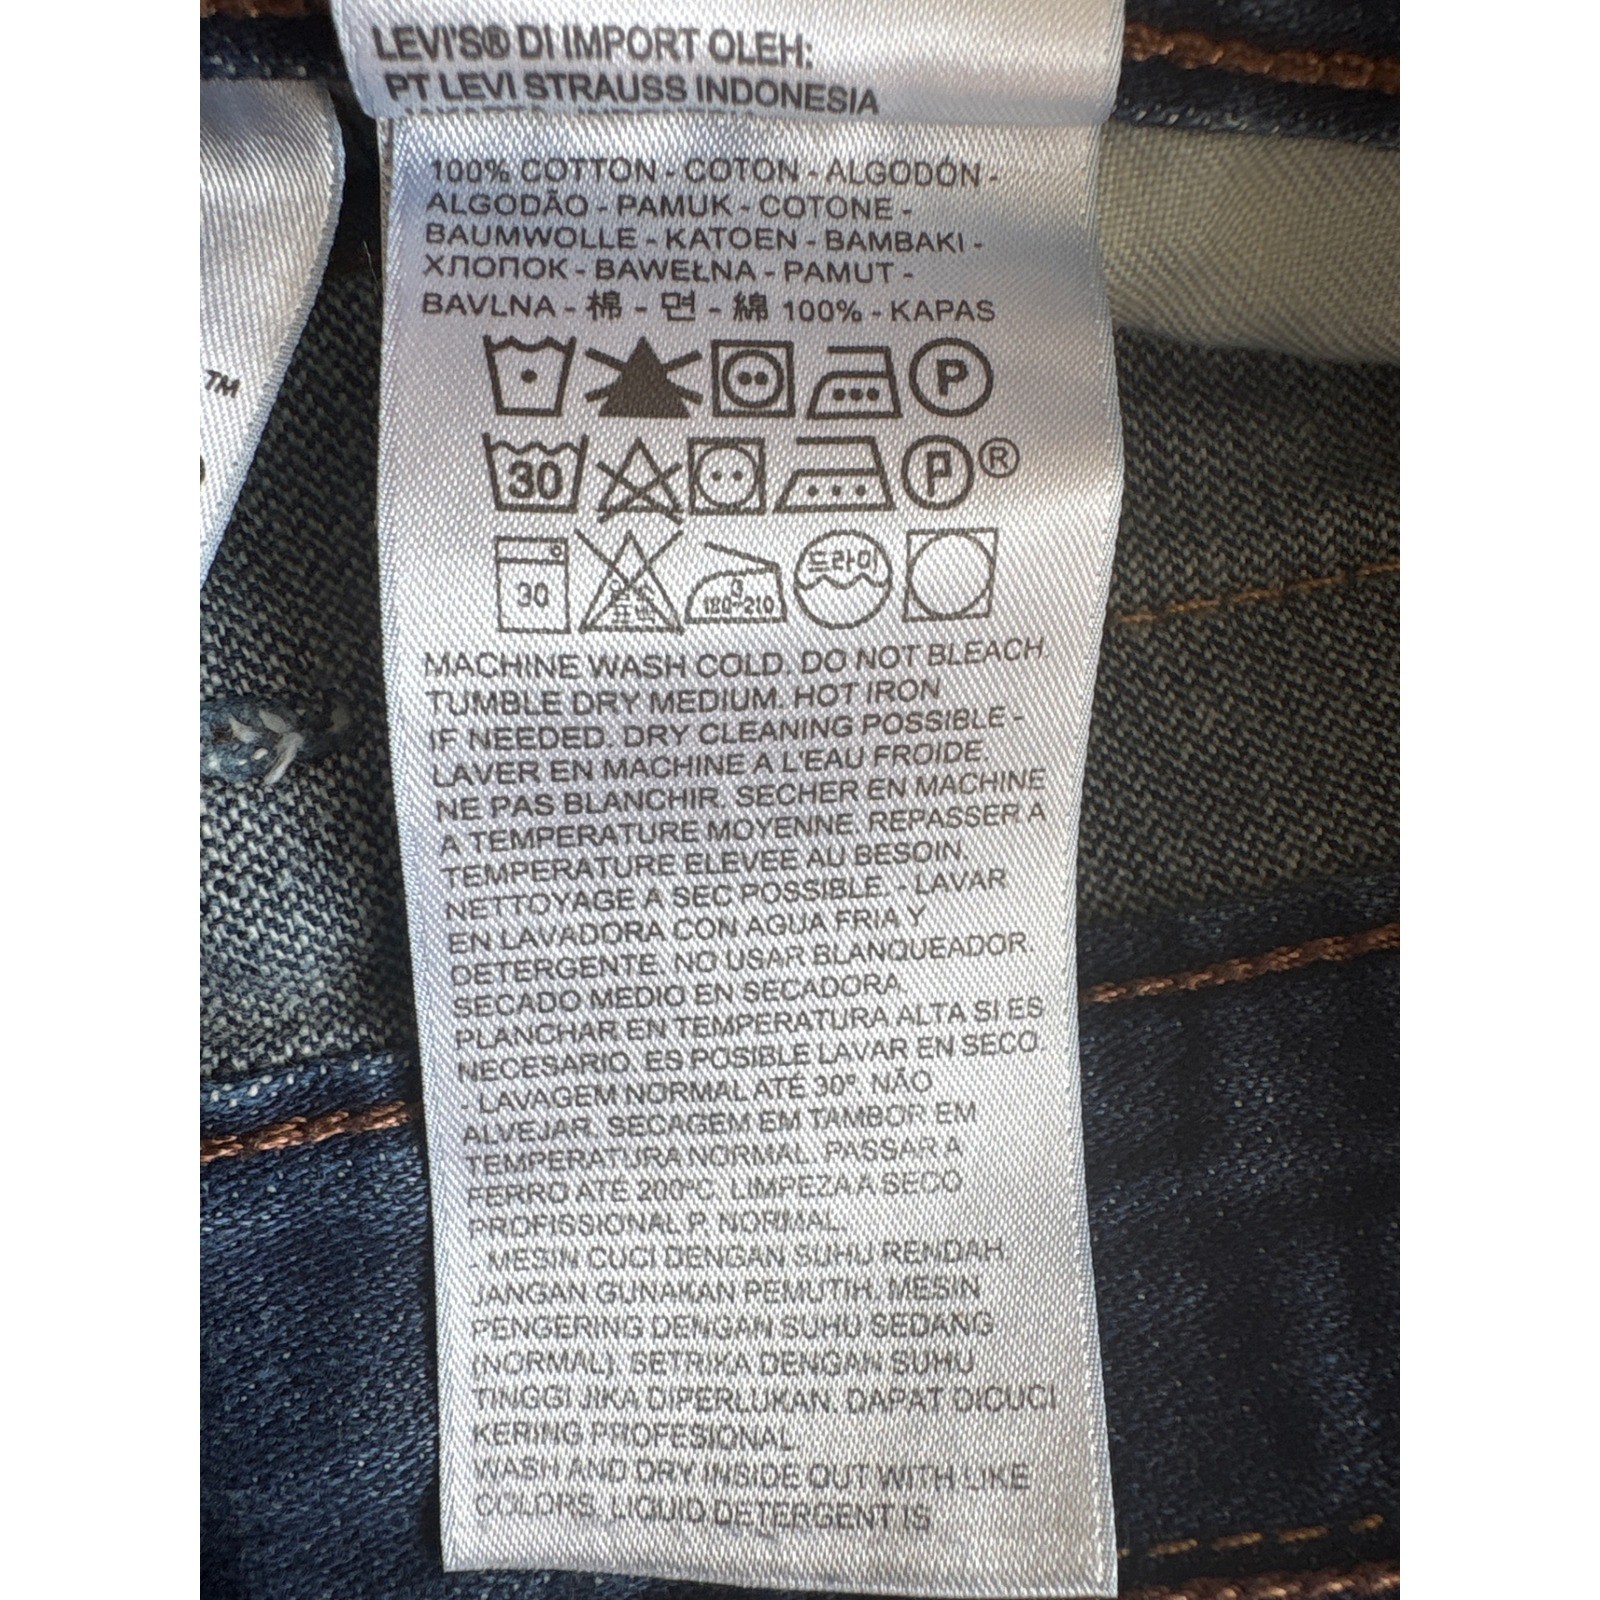 LEVI'S® DI IMPORT OLEH:
PT LEVI STRAUSS INDONESIA
TM
100% COTTON - COTON - ALGODÓN -
ALGODÃO - PAMUK - COTONE -
BAUMWOLLE - KATOEN - BAMBAKI -
ХЛОПОК - BAWEŁNA - PAMUT -
BAVLNA - 棉 - 면 - 綿 100% - KAPAS
P
30 P ®
30 3 180~210 드라이
MACHINE WASH COLD. DO NOT BLEACH.
TUMBLE DRY MEDIUM. HOT IRON
IF NEEDED. DRY CLEANING POSSIBLE -
LAVER EN MACHINE A L'EAU FROIDE.
NE PAS BLANCHIR. SECHER EN MACHINE
A TEMPERATURE MOYENNE. REPASSER A
TEMPERATURE ELEVEE AU BESOIN.
NETTOYAGE A SEC POSSIBLE. - LAVAR
EN LAVADORA CON AGUA FRIA Y
DETERGENTE. NO USAR BLANQUEADOR.
SECADO MEDIO EN SECADORA.
PLANCHAR EN TEMPERATURA ALTA SI ES
NECESARIO. ES POSIBLE LAVAR EN SECO.
- LAVAGEM NORMAL ATÉ 30º. NÃO
ALVEJAR. SECAGEM EM TAMBOR EM
TEMPERATURA NORMAL. PASSAR A
FERRO ATÉ 200ºC. LIMPEZA A SECO
PROFISSIONAL P. NORMAL.
- MESIN CUCI DENGAN SUHU RENDAH
JANGAN GUNAKAN PEMUTIH. MESIN
PENGERING DENGAN SUHU SEDANG
(NORMAL). SETRIKA DENGAN SUHU
TINGGI JIKA DIPERLUKAN. DAPAT DICUCI
KERING PROFESIONAL
WASH AND DRY INSIDE OUT WITH LIKE
COLORS. LIQUID DETERGENT IS